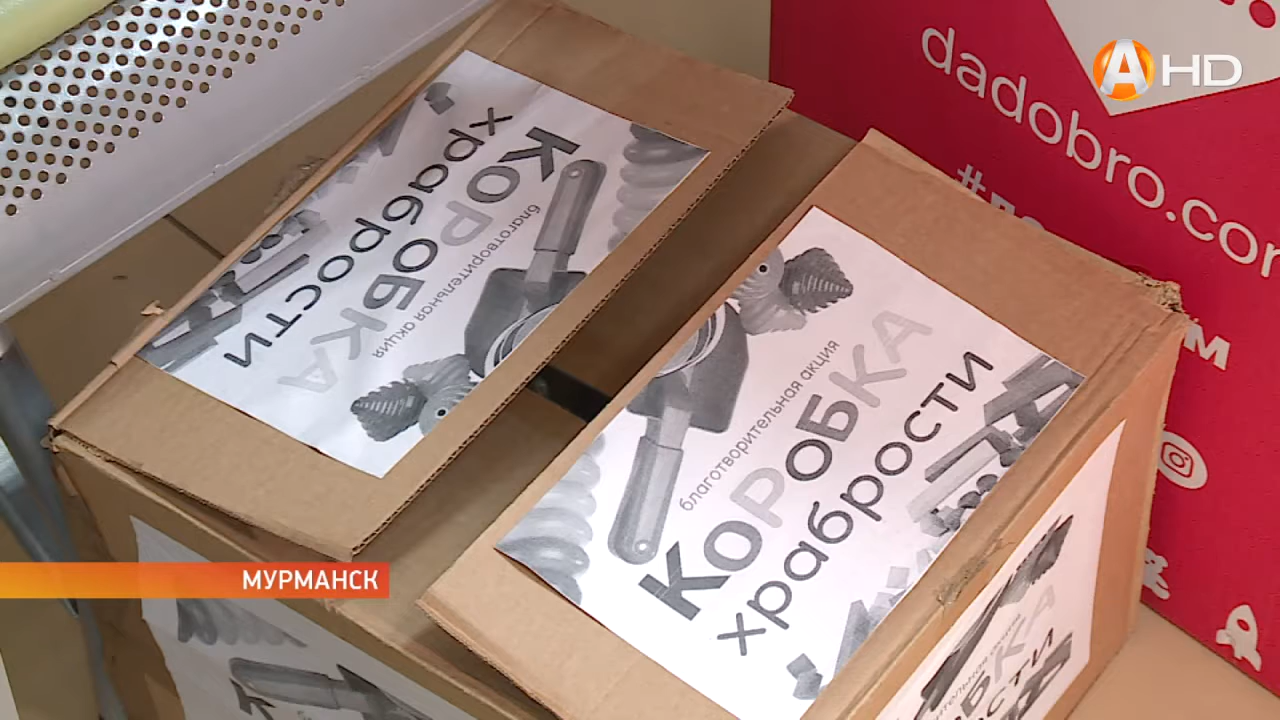 A HD
dadobro.com
КОРОБКА
храбрости
благотворительная акция
благотворительная акция
КОРОБКА
храбрости
МУРМАНСК